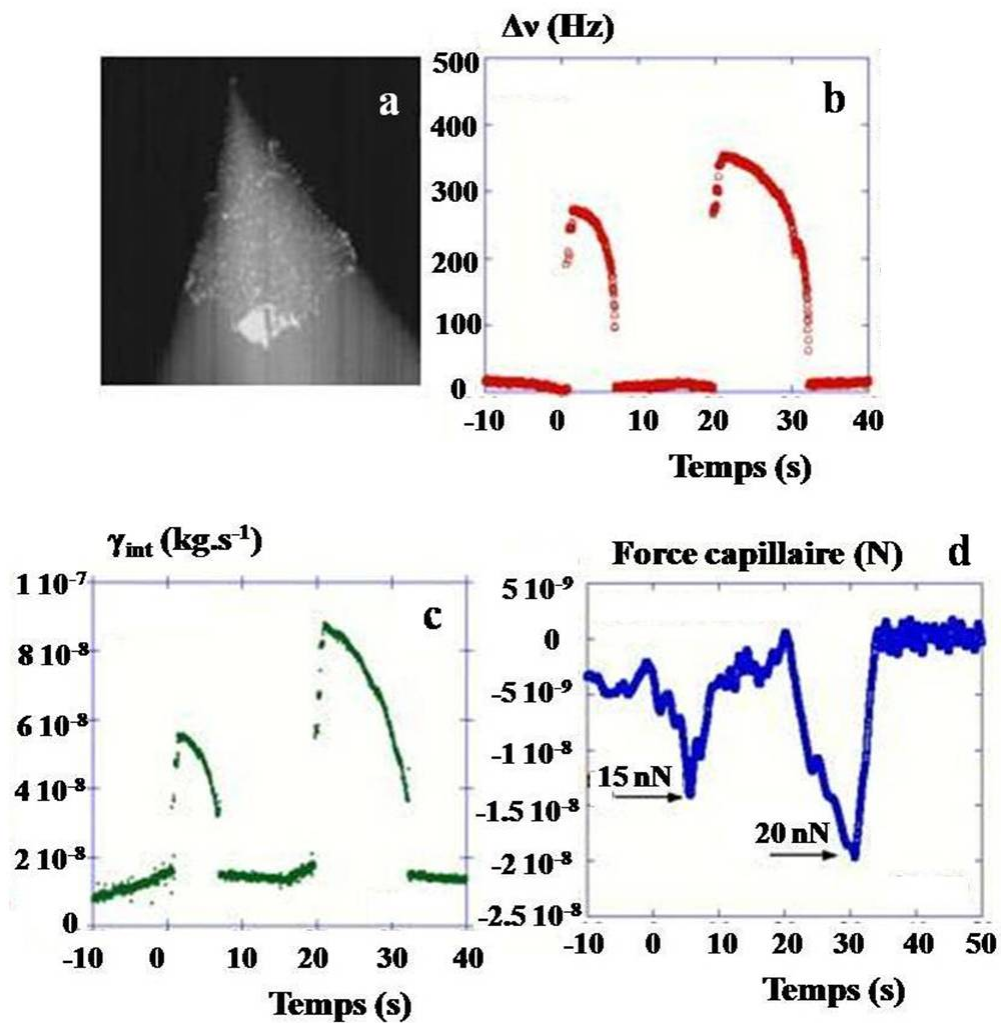 a
Δν (Hz)
b
500
400
300
200
100
0
-10 0 10 20 30 40
Temps (s)
γint (kg.s-1)
c
1 10-7
8 10-8
6 10-8
4 10-8
2 10-8
0
-10 0 10 20 30 40
Temps (s)
Force capillaire (N) d
5 10-9
0
-5 10-9
-1 10-8
-1.5 10-8
-2 10-8
-2.5 10-8
15 nN
20 nN
-10 0 10 20 30 40 50
Temps (s)